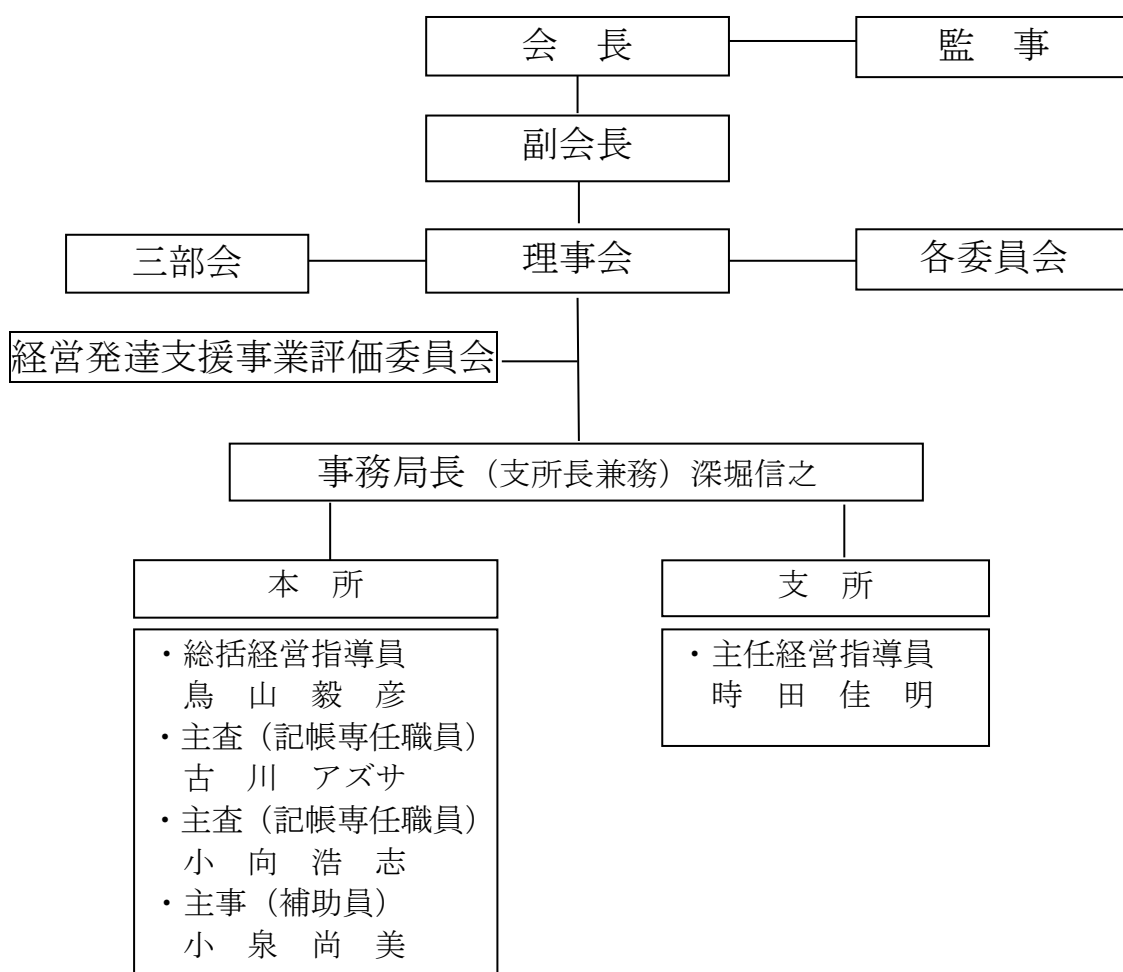 会　長
監　事
副会長
三部会
理事会
各委員会
経営発達支援事業評価委員会
事務局長（支所長兼務）深堀信之
本　所
支　所
・総括経営指導員
鳥　山　毅　彦
・主査（記帳専任職員）
古　川　アズサ
・主査（記帳専任職員）
小　向　浩　志
・主事（補助員）
小　泉　尚　美
・主任経営指導員
時　田　佳　明